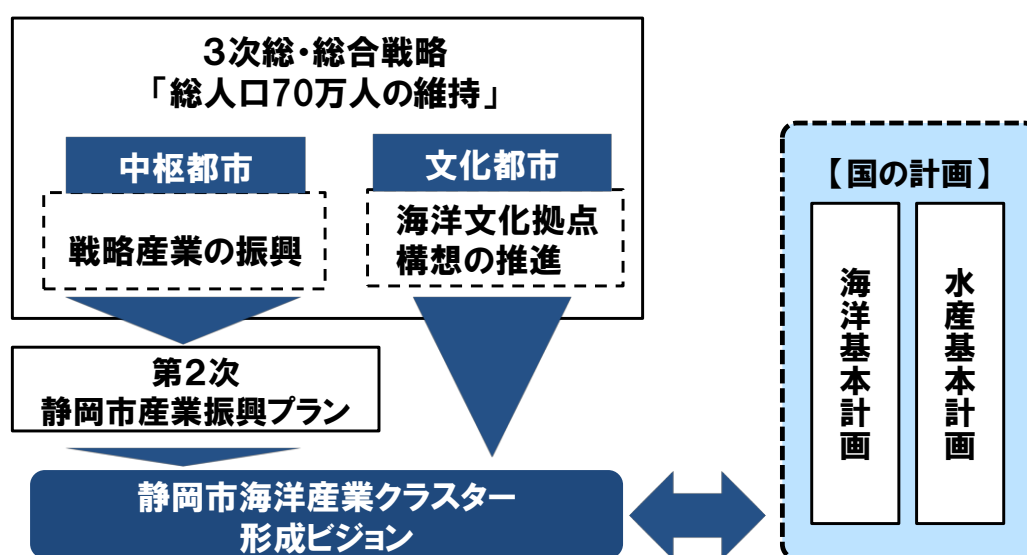 ３次総・総合戦略
「総人口70万人の維持」
中枢都市
戦略産業の振興
文化都市
海洋文化拠点
構想の推進
第２次
静岡市産業振興プラン
静岡市海洋産業クラスター
形成ビジョン
【国の計画】
海洋基本計画
水産基本計画